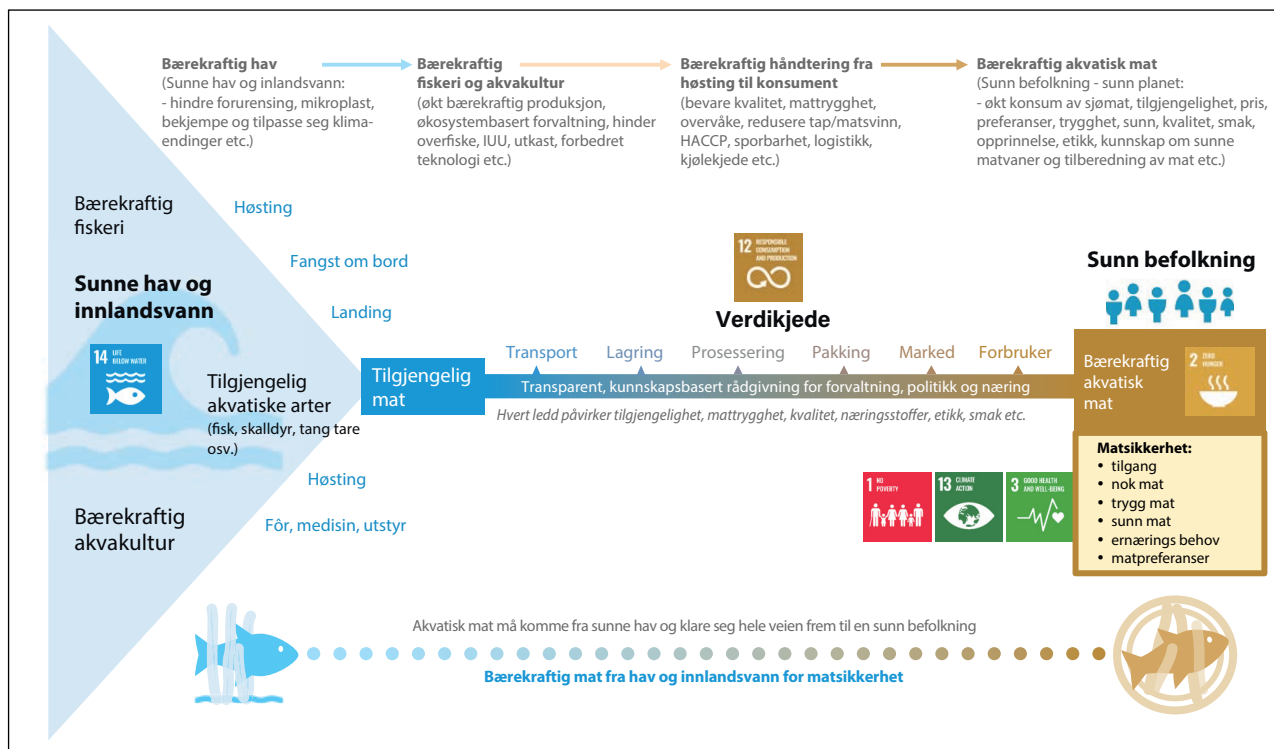 Bærekraftig hav
(Sunne hav og inlandsvann:
- hindre forurensing, mikroplast,
bekjempe og tilpasse seg klima-
endinger etc.)
Bærekraftig
fiskeri og akvakultur
(økt bærekraftig produksjon,
økosystembasert forvaltning, hinder
overfiske, IUU, utkast, forbedret
teknologi etc.)
Bærekraftig håndtering fra
høsting til konsument
(bevare kvalitet, mattrygghet,
overvåke, redusere tap/matsvinn,
HACCP, sporbarhet, logistikk,
kjølekjede etc.)
Bærekraftig akvatisk mat
(Sunn befolkning - sunn planet:
- økt konsum av sjømat, tilgjengelighet, pris,
preferanser, trygghet, sunn, kvalitet, smak,
opprinnelse, etikk, kunnskap om sunne
matvaner og tilberedning av mat etc.)
Bærekraftig
fiskeri
Høsting
Fangst om bord
Landing
Sunne hav og
innlandsvann
14 LIFE
BELOW WATER
Tilgjengelig
akvatiske arter
(fisk, skalldyr, tang tare
osv.)
Høsting
Fôr, medisin, utstyr
Bærekraftig
akvakultur
Tilgjengelig
mat
12 RESPONSIBLE
CONSUMPTION
AND PRODUCTION
Verdikjede
Transport Lagring Prosessering Pakking Marked Forbruker
Transparent, kunnskapsbasert rådgivning for forvaltning, politikk og næring
Hvert ledd påvirker tilgjengelighet, mattrygghet, kvalitet, næringsstoffer, etikk, smak etc.
1 NO
POVERTY
13 CLIMATE
ACTION
3 GOOD HEALTH
AND WELL-BEING
Sunn befolkning
Bærekraftig
akvatisk
mat
2 ZERO
HUNGER
Matsikkerhet:
• tilgang
• nok mat
• trygg mat
• sunn mat
• ernærings behov
• matpreferanser
Akvatisk mat må komme fra sunne hav og klare seg hele veien frem til en sunn befolkning
Bærekraftig mat fra hav og innlandsvann for matsikkerhet